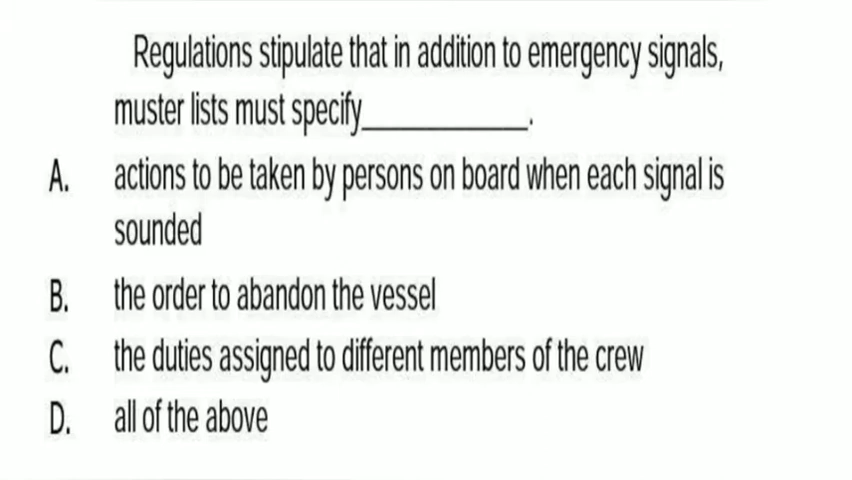 Regulations stipulate that in addition to emergency signals,
muster lists must specify____________.
A. actions to be taken by persons on board when each signal is
sounded
B. the order to abandon the vessel
C. the duties assigned to different members of the crew
D. all of the above